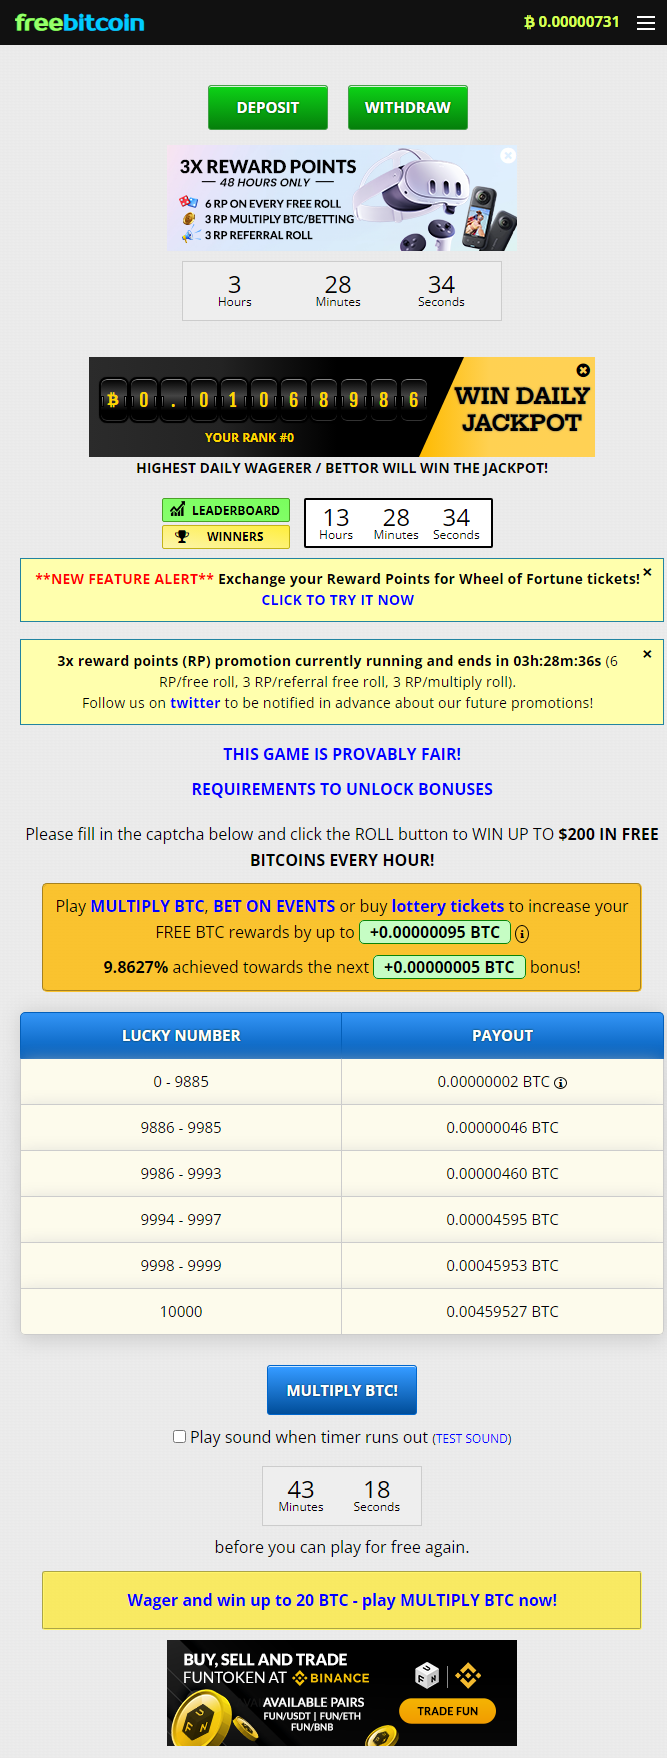 freebitcoin
0.00000731
DEPOSIT
WITHDRAW
3X REWARD POINTS
— 48 HOURS ONLY —
6 RP ON EVERY FREE ROLL
3 RP MULTIPLY BTC/BETTING
3 RP REFERRAL ROLL
3 28 34
Hours Minutes Seconds
0.01068986
YOUR RANK #0
WIN DAILY
JACKPOT
HIGHEST DAILY WAGERER / BETTOR WILL WIN THE JACKPOT!
LEADERBOARD
WINNERS
13 28 34
Hours Minutes Seconds
**NEW FEATURE ALERT** Exchange your Reward Points for Wheel of Fortune tickets!
CLICK TO TRY IT NOW
3x reward points (RP) promotion currently running and ends in 03h:28m:36s (6
RP/free roll, 3 RP/referral free roll, 3 RP/multiply roll).
Follow us on twitter to be notified in advance about our future promotions!
THIS GAME IS PROVABLY FAIR!
REQUIREMENTS TO UNLOCK BONUSES
Please fill in the captcha below and click the ROLL button to WIN UP TO $200 IN FREE
BITCOINS EVERY HOUR!
Play MULTIPLY BTC, BET ON EVENTS or buy lottery tickets to increase your
FREE BTC rewards by up to +0.00000095 BTC
9.8627% achieved towards the next +0.00000005 BTC bonus!
LUCKY NUMBER PAYOUT
0 - 9885 0.00000002 BTC
9886 - 9985 0.00000046 BTC
9986 - 9993 0.00000460 BTC
9994 - 9997 0.00004595 BTC
9998 - 9999 0.00045953 BTC
10000 0.00459527 BTC
MULTIPLY BTC!
Play sound when timer runs out (TEST SOUND)
43 18
Minutes Seconds
before you can play for free again.
Wager and win up to 20 BTC - play MULTIPLY BTC now!
BUY, SELL AND TRADE
FUNTOKEN AT BINANCE
AVAILABLE PAIRS
FUN/USDT | FUN/ETH
FUN/BNB
TRADE FUN